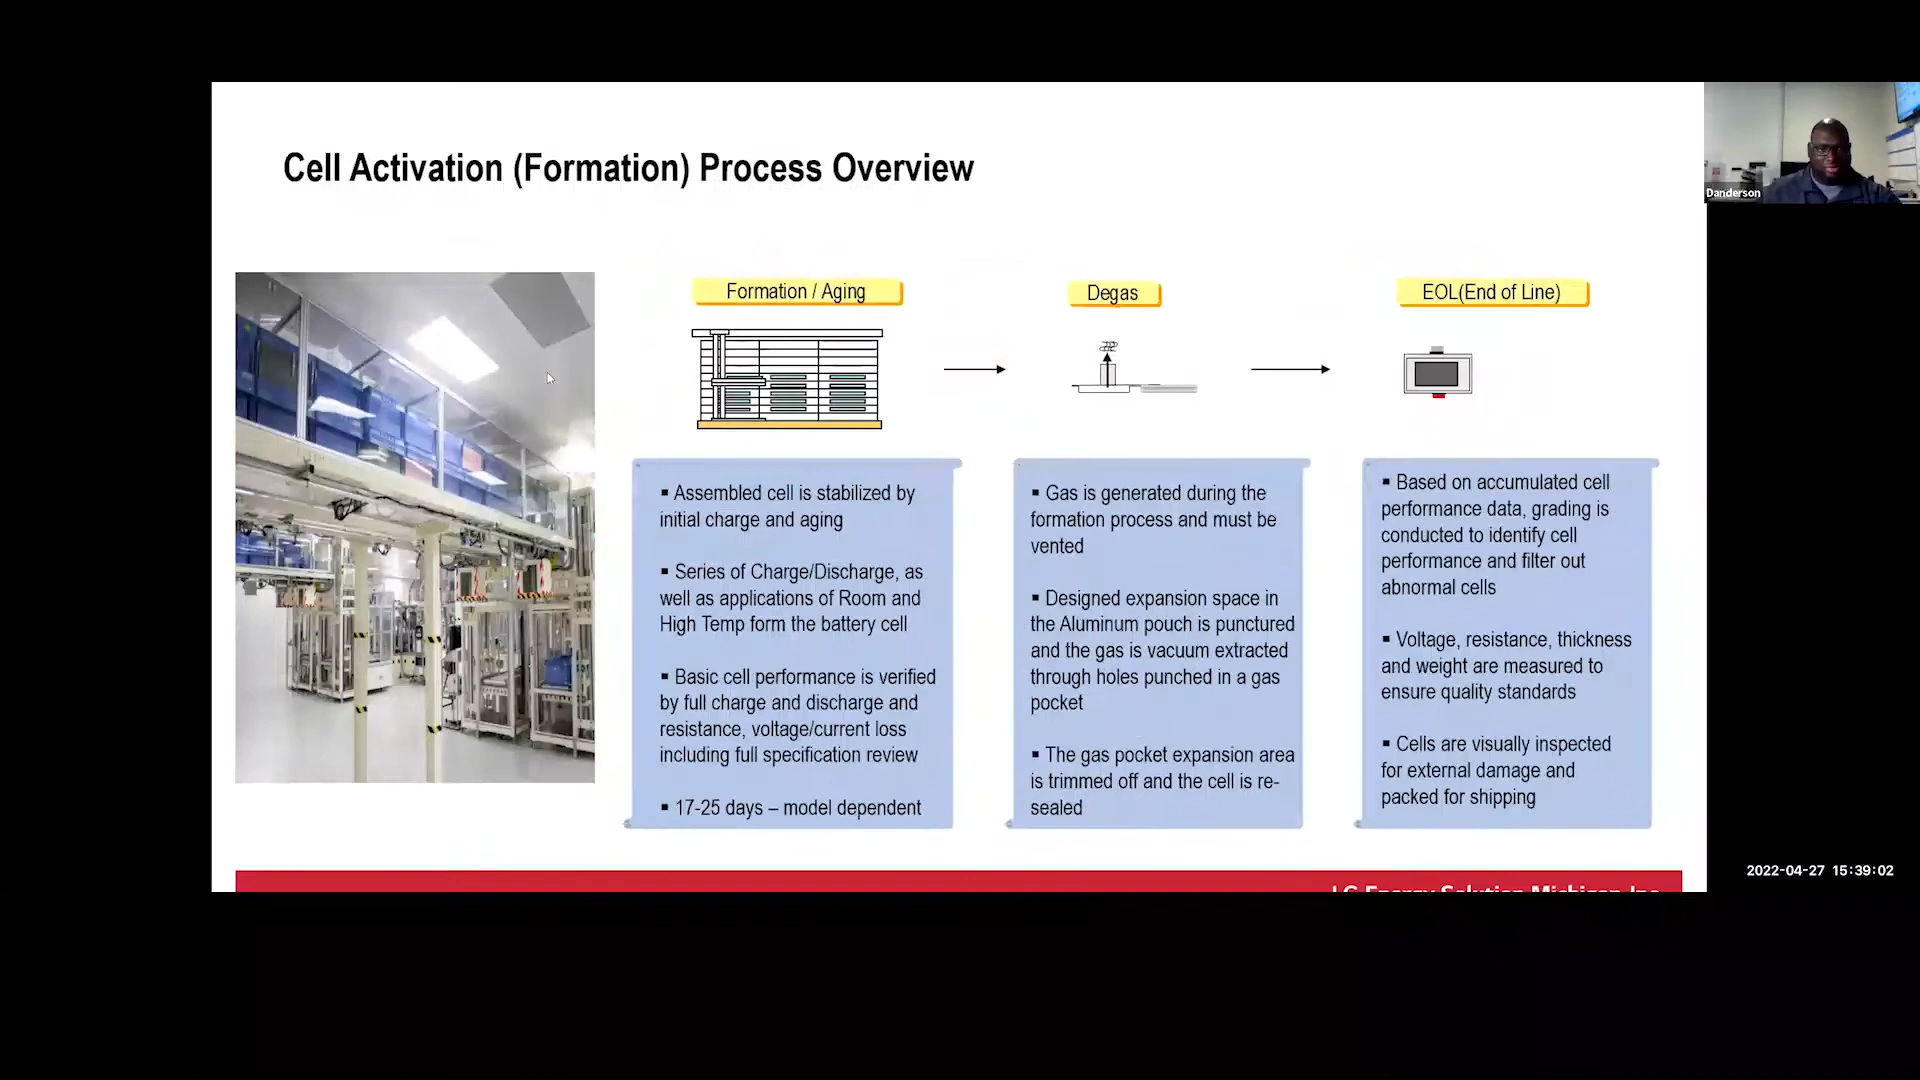 Cell Activation (Formation) Process Overview
Danderson
Formation / Aging
Degas
EOL(End of Line)
▪ Assembled cell is stabilized by
initial charge and aging
▪ Series of Charge/Discharge, as
well as applications of Room and
High Temp form the battery cell
▪ Basic cell performance is verified
by full charge and discharge and
resistance, voltage/current loss
including full specification review
▪ 17-25 days – model dependent
▪ Gas is generated during the
formation process and must be
vented
▪ Designed expansion space in
the Aluminum pouch is punctured
and the gas is vacuum extracted
through holes punched in a gas
pocket
▪ The gas pocket expansion area
is trimmed off and the cell is re-
sealed
▪ Based on accumulated cell
performance data, grading is
conducted to identify cell
performance and filter out
abnormal cells
▪ Voltage, resistance, thickness
and weight are measured to
ensure quality standards
▪ Cells are visually inspected
for external damage and
packed for shipping
LG Energy Solution Michigan Inc
2022-04-27 15:39:02